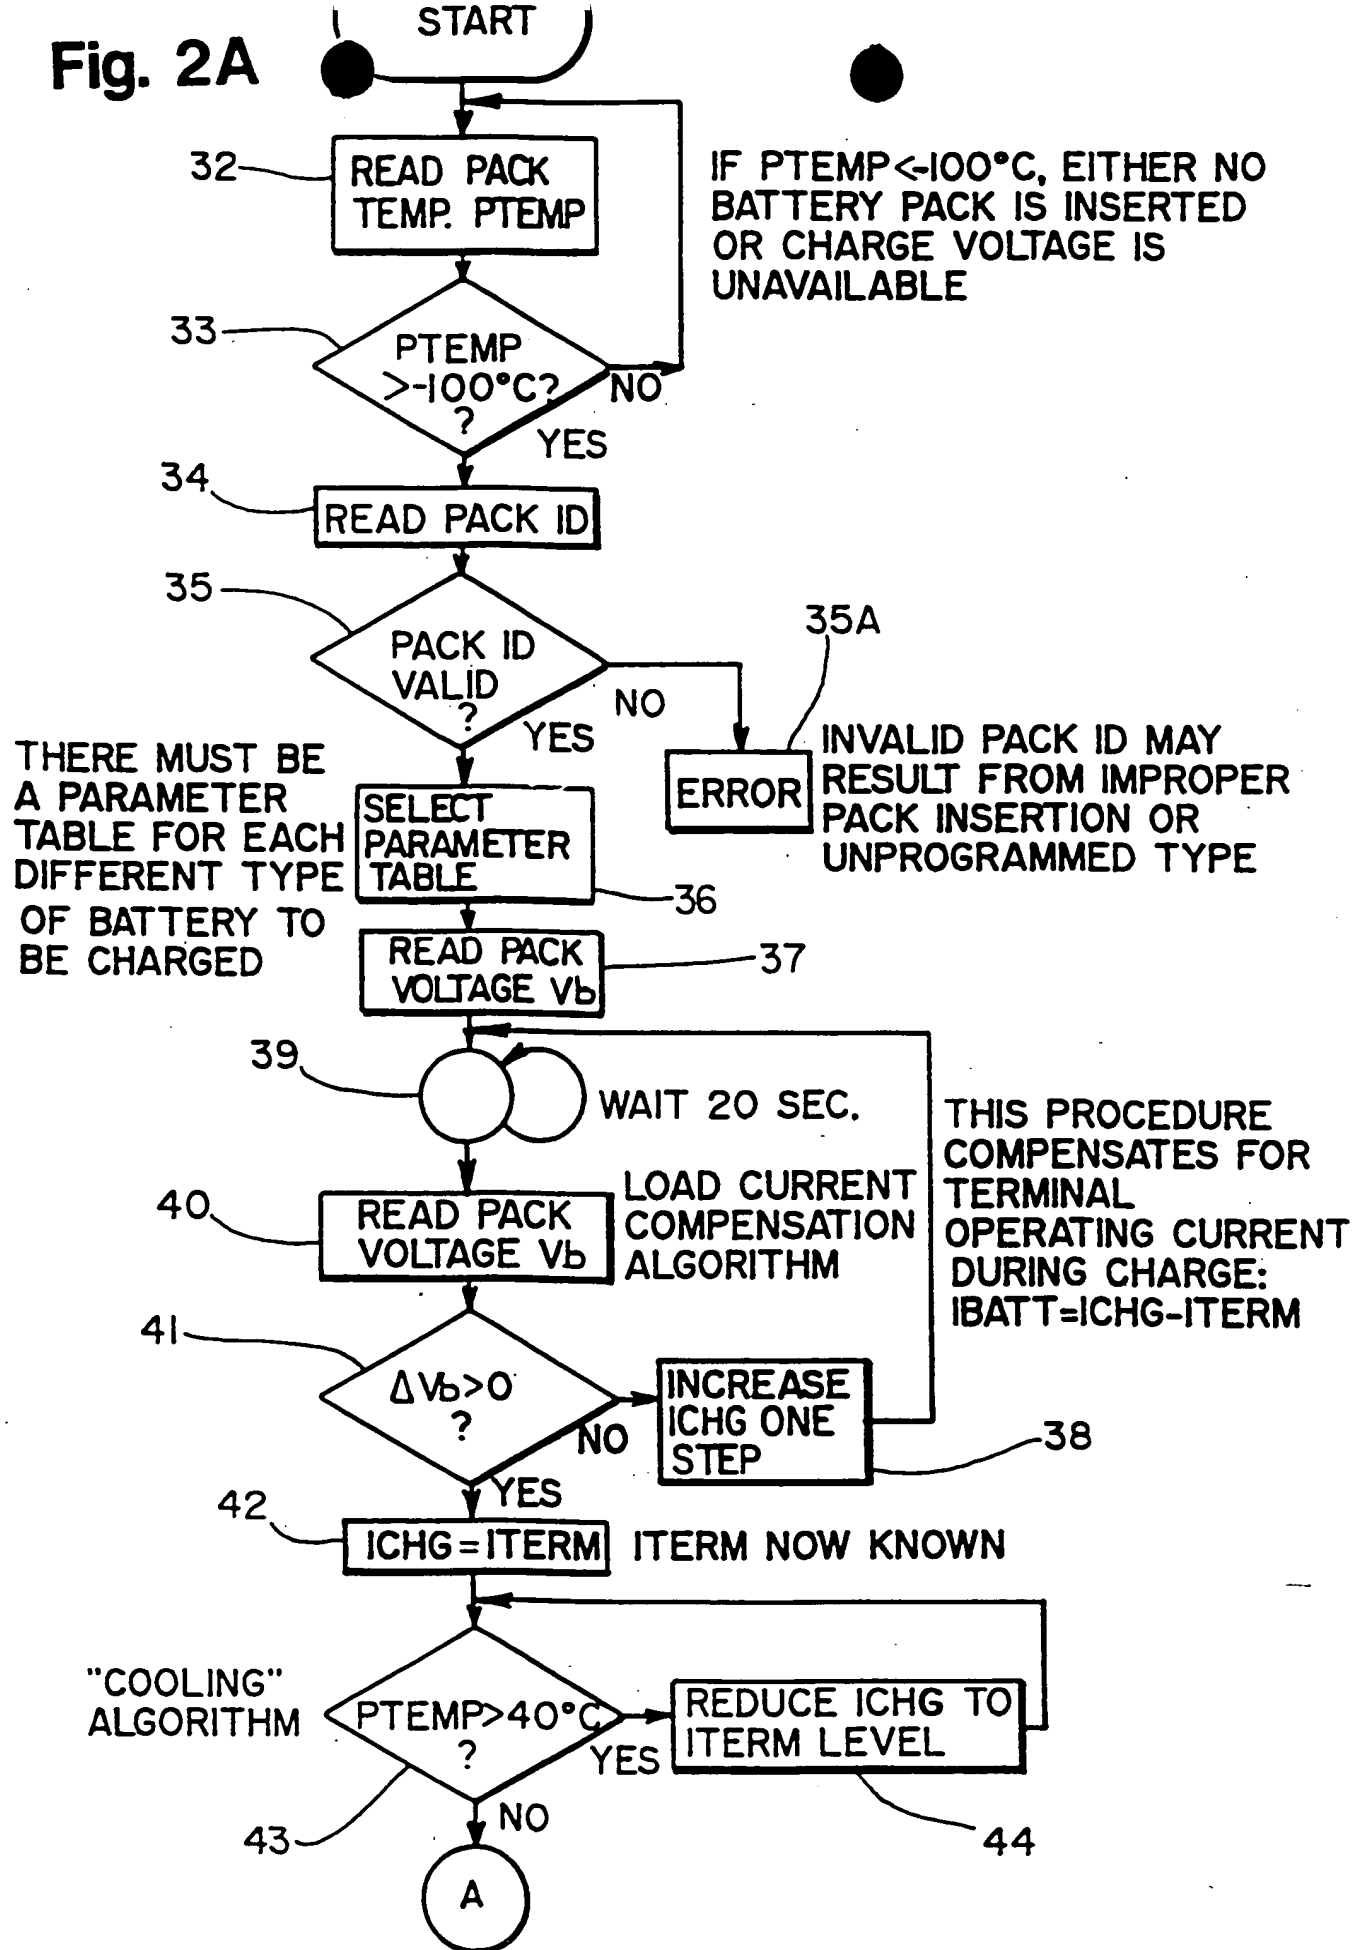 Fig. 2A
START
32
READ PACK
TEMP. PTEMP
IF PTEMP<-100°C, EITHER NO
BATTERY PACK IS INSERTED
OR CHARGE VOLTAGE IS
UNAVAILABLE
33
PTEMP
>-100°C?
?
NO
YES
34
READ PACK ID
35
PACK ID
VALID
?
NO
YES
35A
ERROR
INVALID PACK ID MAY
RESULT FROM IMPROPER
PACK INSERTION OR
UNPROGRAMMED TYPE
THERE MUST BE
A PARAMETER
TABLE FOR EACH
DIFFERENT TYPE
OF BATTERY TO
BE CHARGED
SELECT
PARAMETER
TABLE
36
READ PACK
VOLTAGE Vb
37
39
WAIT 20 SEC.
THIS PROCEDURE
COMPENSATES FOR
TERMINAL
OPERATING CURRENT
DURING CHARGE:
IBATT=ICHG-ITERM
40
READ PACK
VOLTAGE Vb
LOAD CURRENT
COMPENSATION
ALGORITHM
41
ΔVb>0
?
NO
YES
INCREASE
ICHG ONE
STEP
38
42
ICHG=ITERM
ITERM NOW KNOWN
"COOLING"
ALGORITHM
PTEMP>40°C
?
YES
REDUCE ICHG TO
ITERM LEVEL
43
NO
44
A